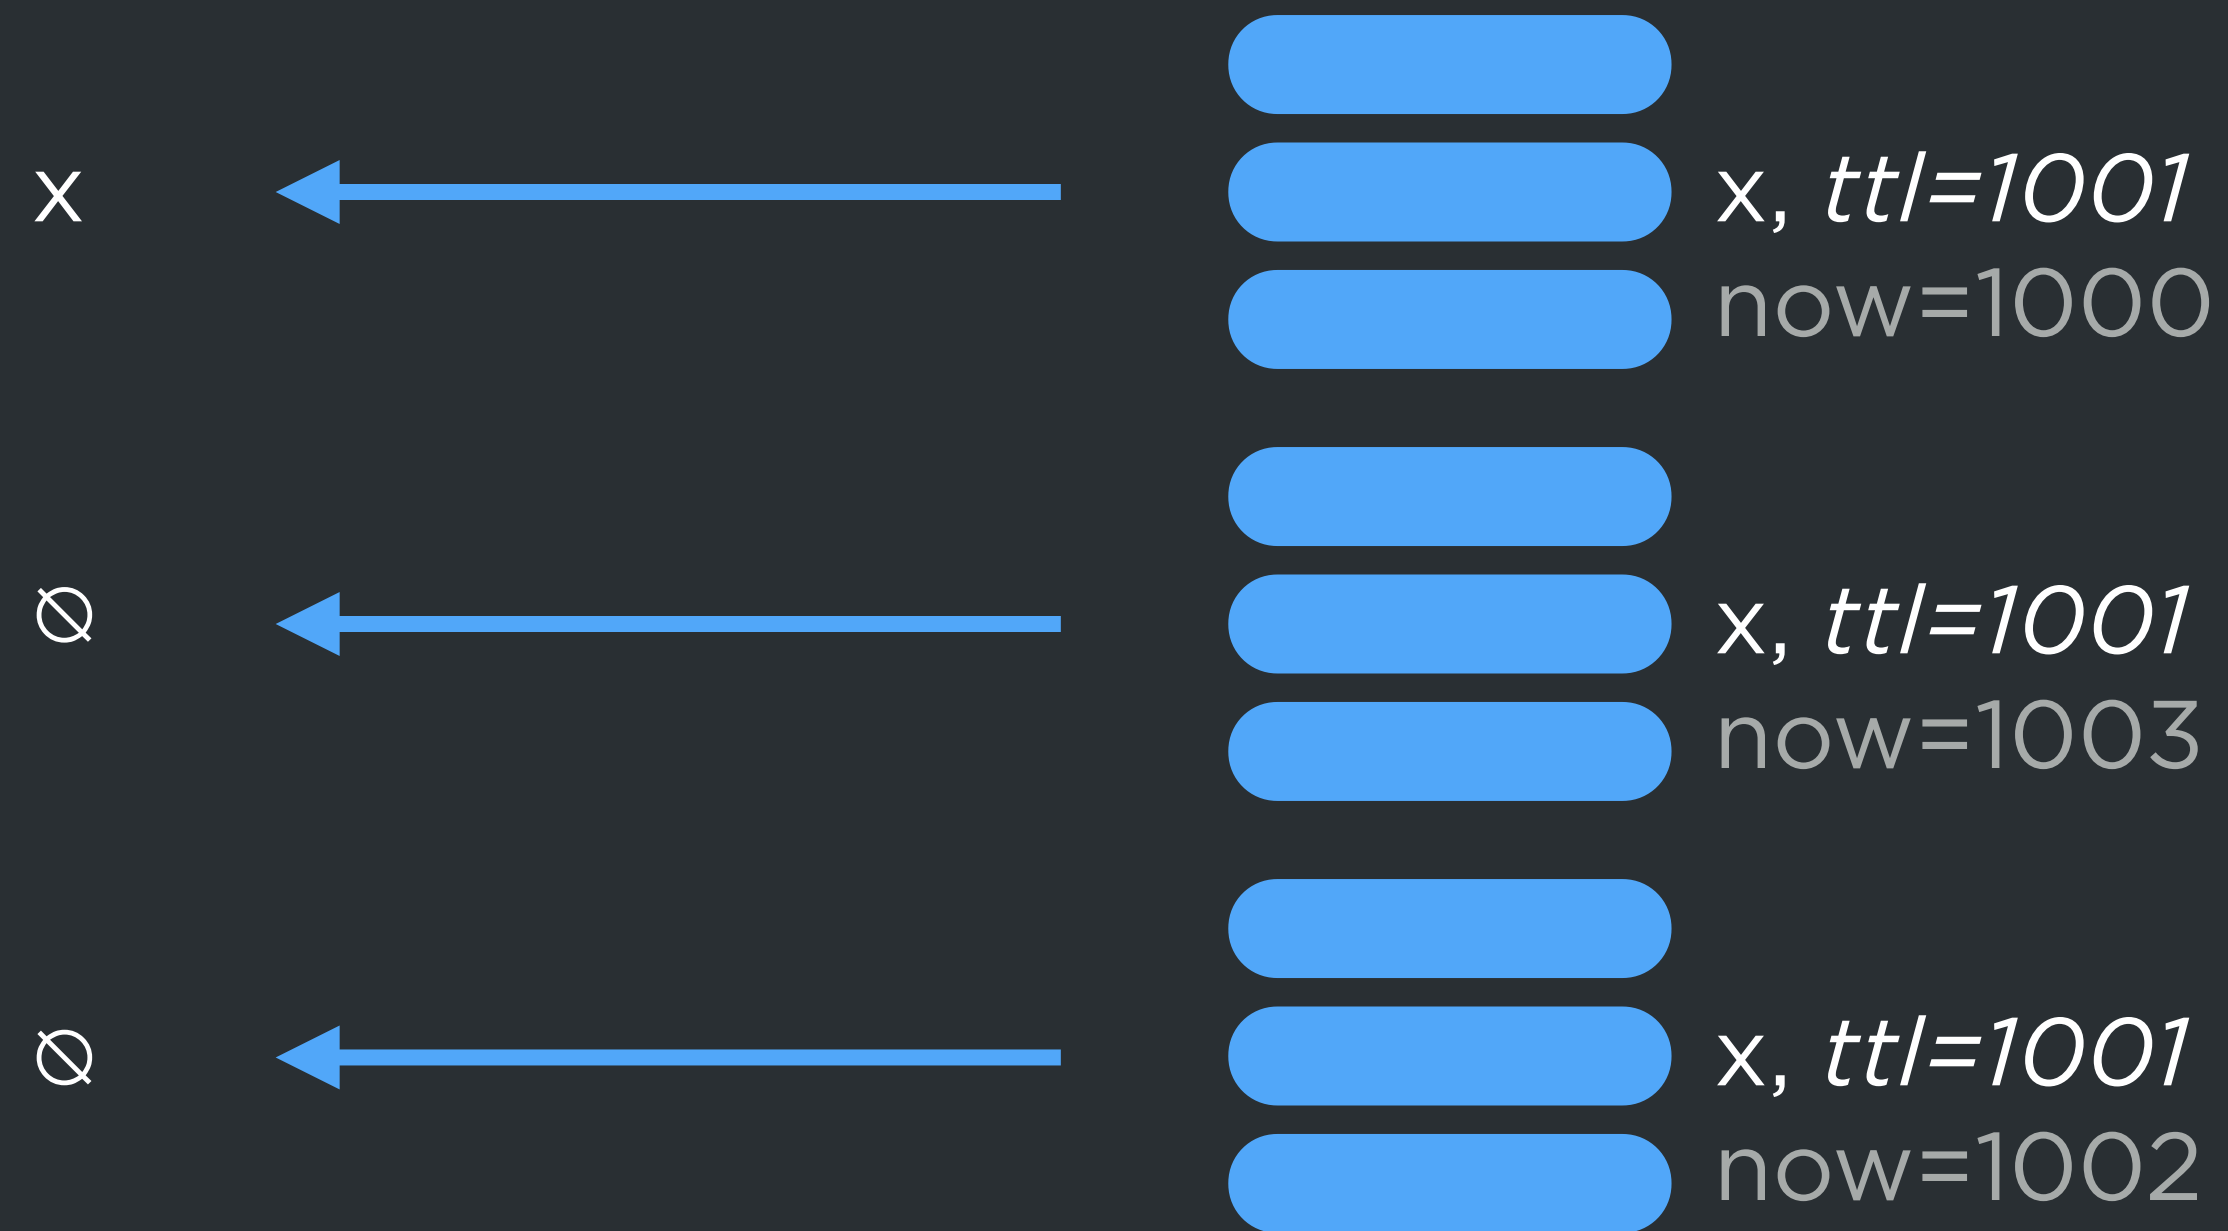 x
x, ttl=1001
now=1000
∅
x, ttl=1001
now=1003
∅
x, ttl=1001
now=1002